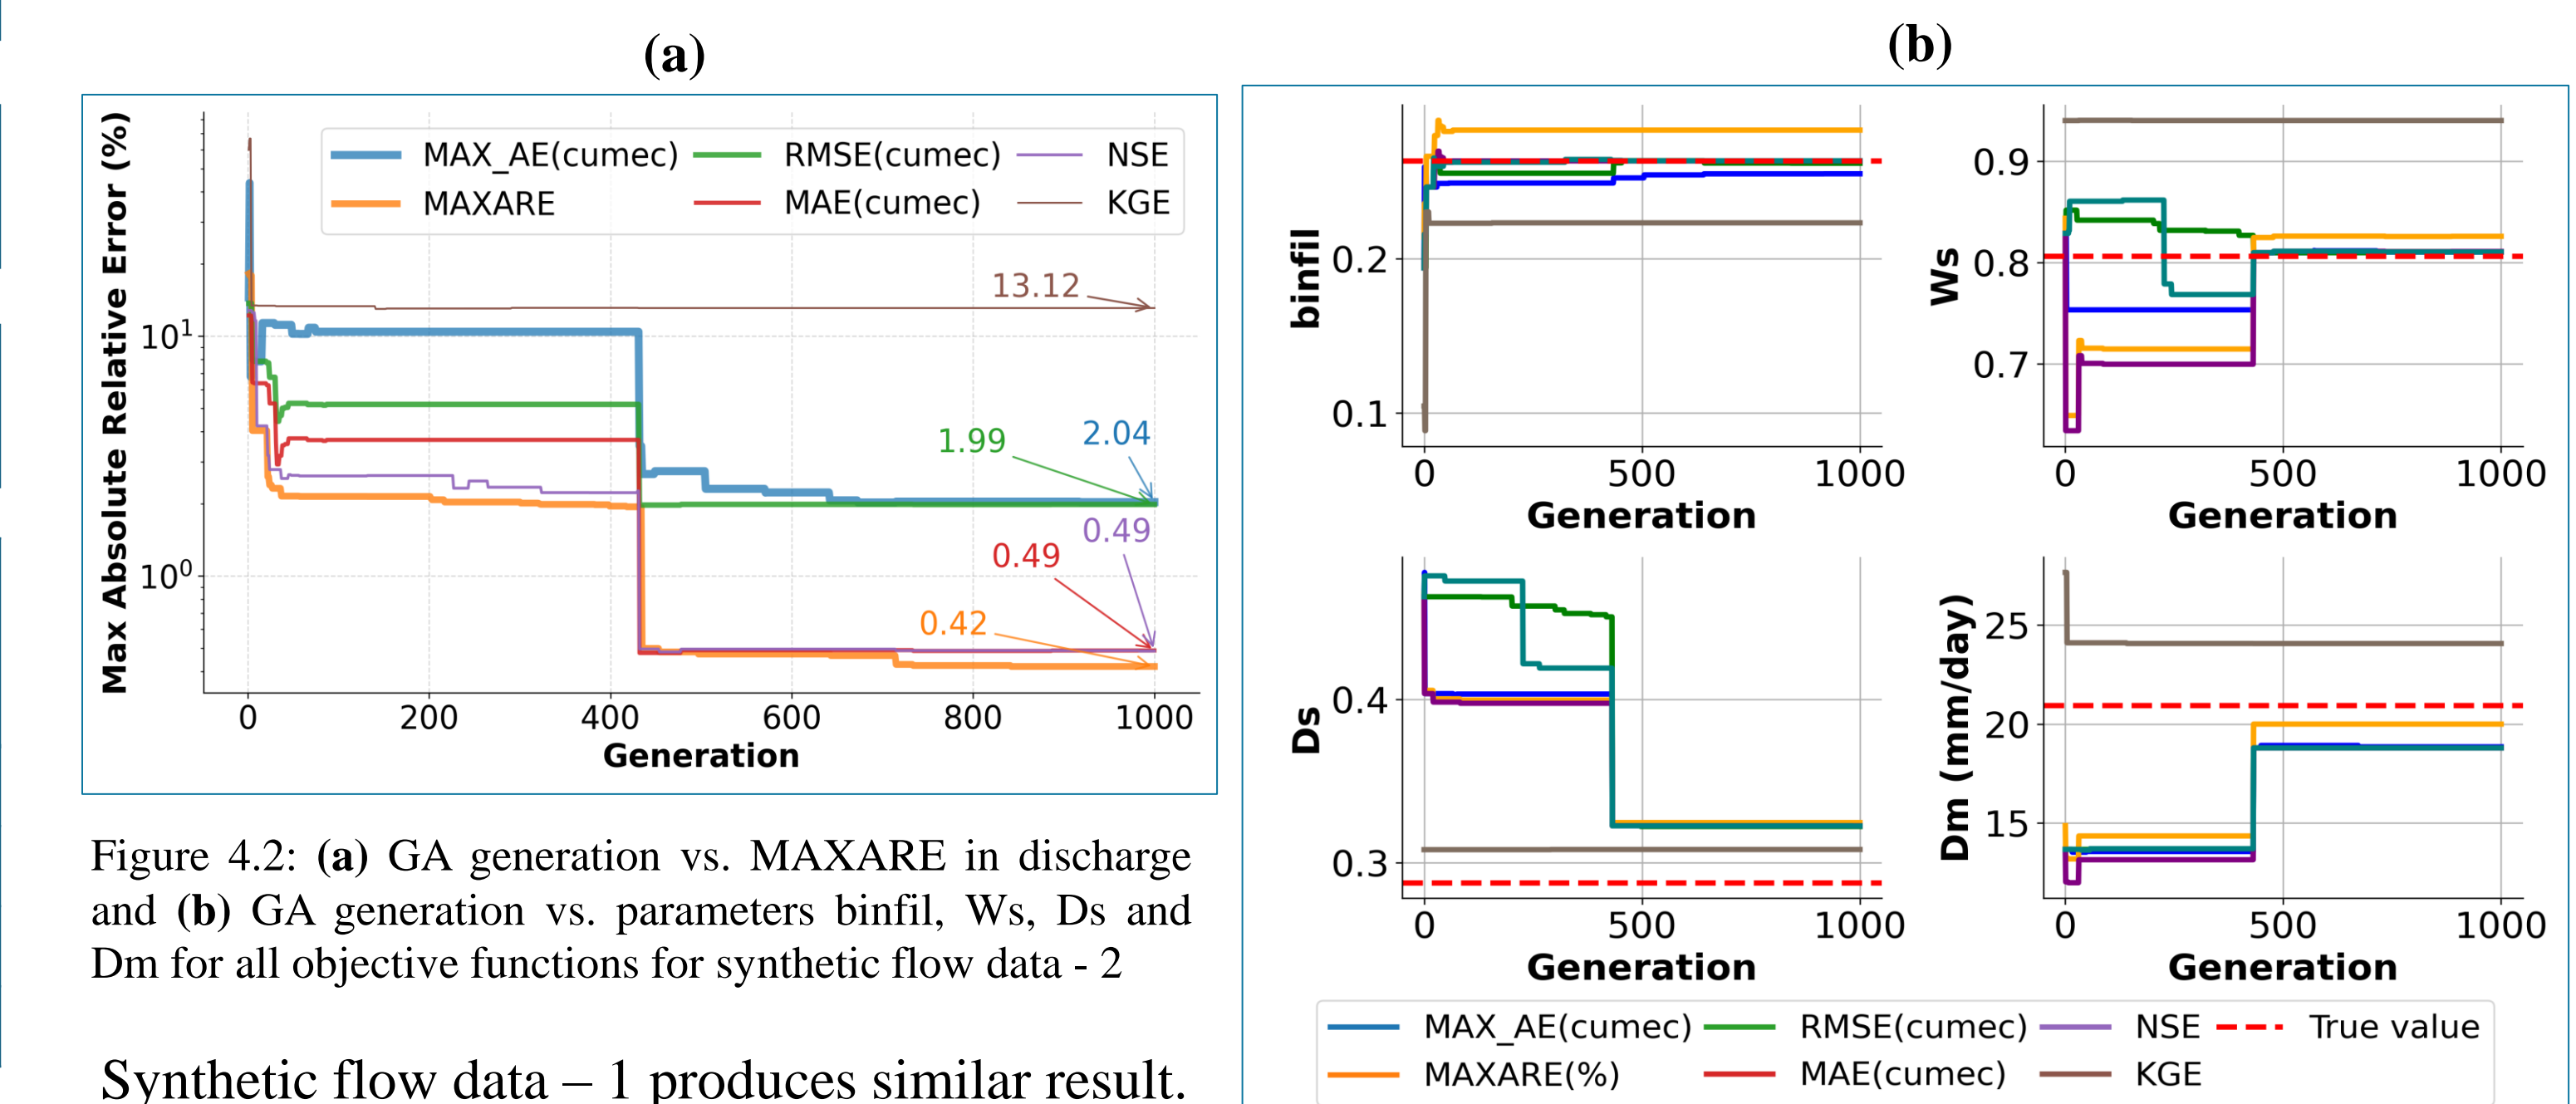 (a)
Max Absolute Relative Error (%)
MAX_AE(cumec) RMSE(cumec) NSE
MAXARE MAE(cumec) KGE
13.12
10¹
1.99 2.04
0.49
0.49
10⁰
0.42
0 200 400 600 800 1000
Generation
Figure 4.2: (a) GA generation vs. MAXARE in discharge
and (b) GA generation vs. parameters binfil, Ws, Ds and
Dm for all objective functions for synthetic flow data - 2
Synthetic flow data – 1 produces similar result.
(b)
binfil
0.2
0.1
0 500 1000
Generation
Ws
0.9
0.8
0.7
0 500 1000
Generation
Ds
0.4
0.3
0 500 1000
Generation
Dm (mm/day)
25
20
15
0 500 1000
Generation
MAX_AE(cumec) RMSE(cumec) NSE True value
MAXARE(%) MAE(cumec) KGE